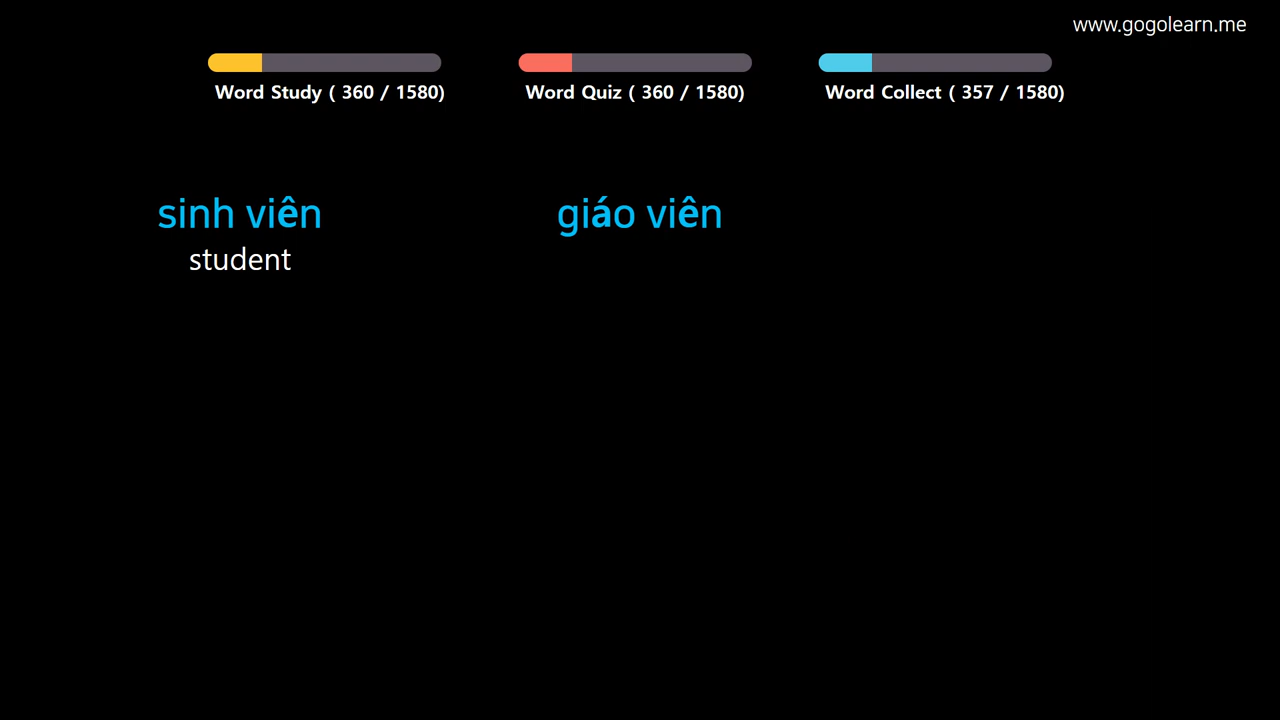 www.gogolearn.me
Word Study ( 360 / 1580)
Word Quiz ( 360 / 1580)
Word Collect ( 357 / 1580)
sinh viên
student
giáo viên